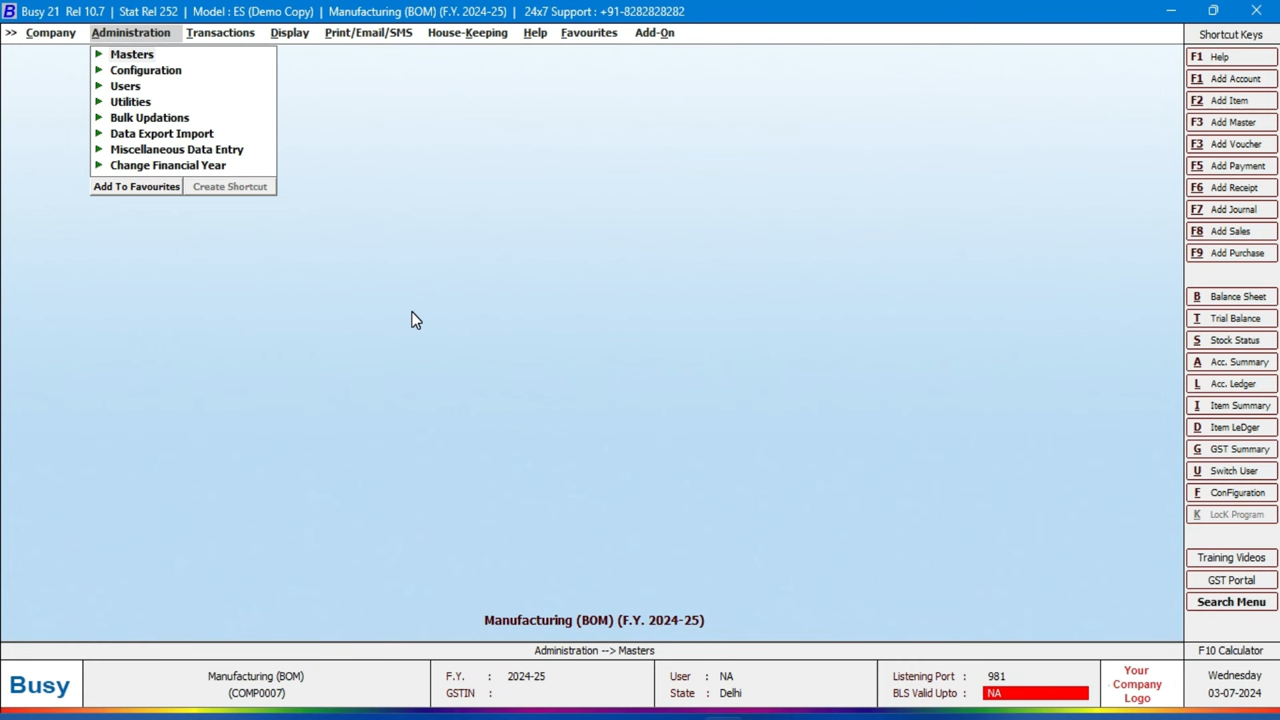 Busy 21 Rel 10.7 | Stat Rel 252 | Model : ES (Demo Copy) | Manufacturing (BOM) (F.Y. 2024-25) | 24x7 Support : +91-8282828282
>> Company Administration Transactions Display Print/Email/SMS House-Keeping Help Favourites Add-On
Masters
Configuration
Users
Utilities
Bulk Updations
Data Export Import
Miscellaneous Data Entry
Change Financial Year
Add To Favourites Create Shortcut
Shortcut Keys
F1 Help
F1 Add Account
F2 Add Item
F3 Add Master
F3 Add Voucher
F5 Add Payment
F6 Add Receipt
F7 Add Journal
F8 Add Sales
F9 Add Purchase
B Balance Sheet
T Trial Balance
S Stock Status
A Acc. Summary
L Acc. Ledger
I Item Summary
D Item LeDger
G GST Summary
U Switch User
F ConFiguration
K LocK Program
Training Videos
GST Portal
Search Menu
Manufacturing (BOM) (F.Y. 2024-25)
Administration --> Masters
F10 Calculator
Busy
Manufacturing (BOM)
(COMP0007)
F.Y. : 2024-25
GSTIN :
User : NA
State : Delhi
Listening Port : 981
BLS Valid Upto : NA
Your
Company
Logo
Wednesday
03-07-2024